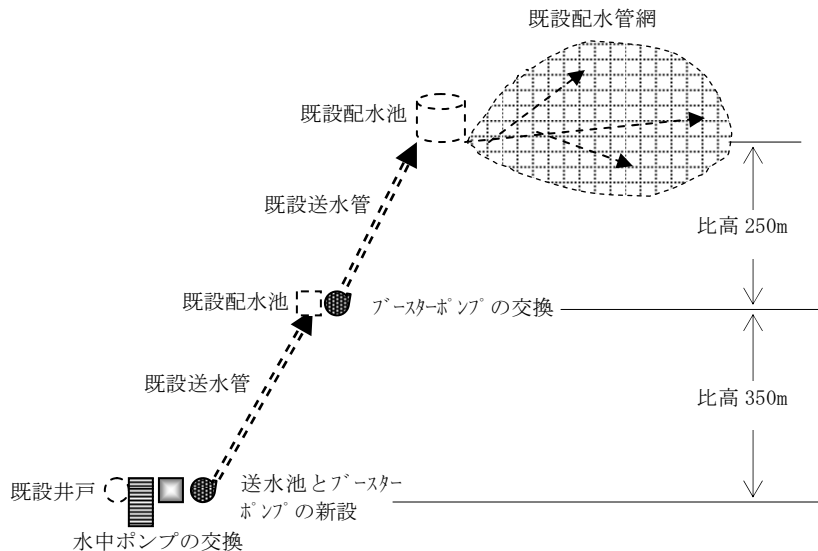 既設配水管網
既設配水池
既設送水管
比高 250m
既設配水池
ブースターポンプの交換
既設送水管
比高 350m
既設井戸
送水池とブースター
ポンプの新設
水中ポンプの交換